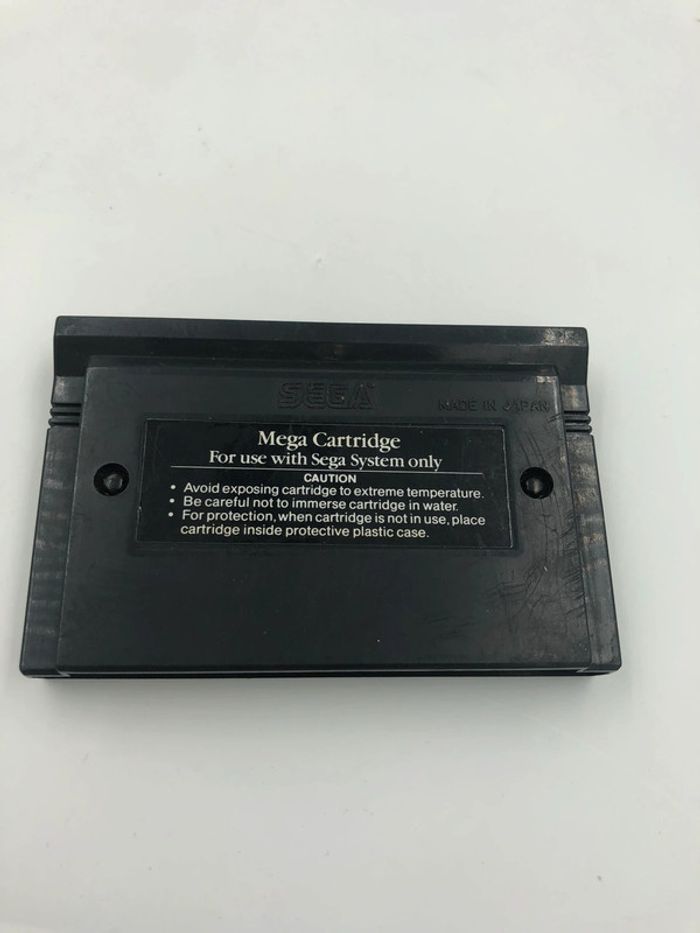 SEGA
MADE IN JAPAN
Mega Cartridge
For use with Sega System only
CAUTION
• Avoid exposing cartridge to extreme temperature.
• Be careful not to immerse cartridge in water.
• For protection, when cartridge is not in use, place
cartridge inside protective plastic case.